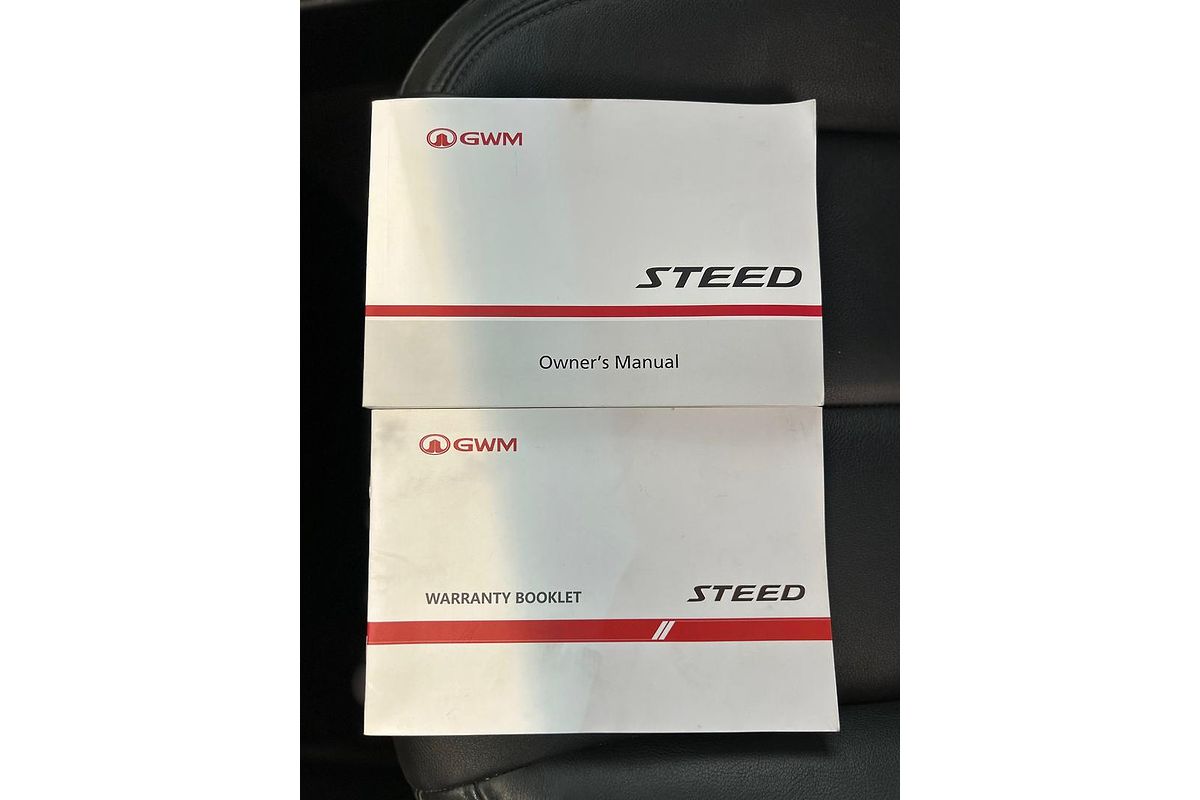 GWM
STEED
Owner's Manual
GWM
WARRANTY BOOKLET STEED